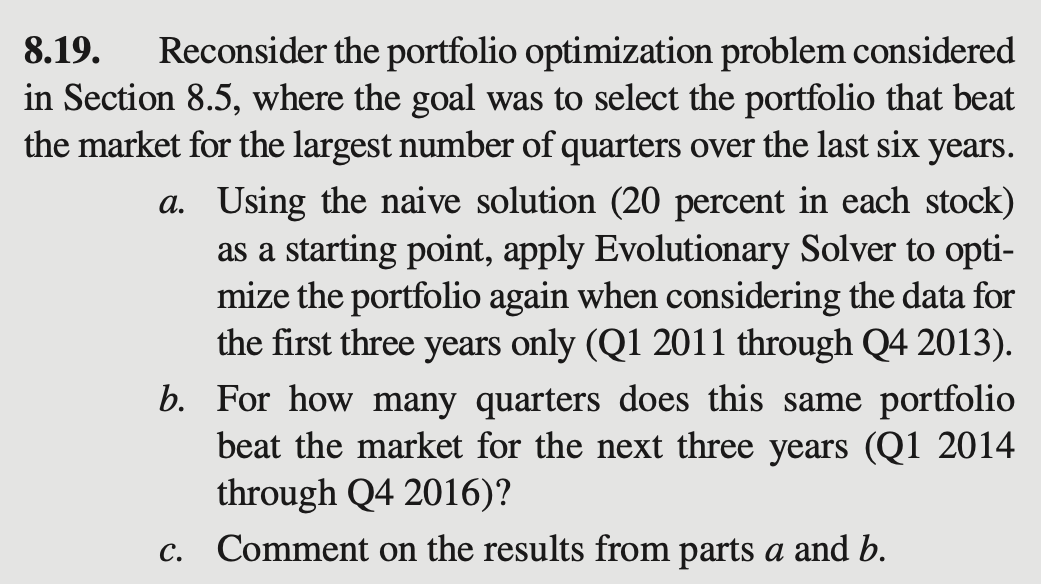 8.19. Reconsider the portfolio optimization problem considered
in Section 8.5, where the goal was to select the portfolio that beat
the market for the largest number of quarters over the last six years.
a. Using the naive solution (20 percent in each stock)
as a starting point, apply Evolutionary Solver to opti-
mize the portfolio again when considering the data for
the first three years only (Q1 2011 through Q4 2013).
b. For how many quarters does this same portfolio
beat the market for the next three years (Q1 2014
through Q4 2016)?
c. Comment on the results from parts a and b.